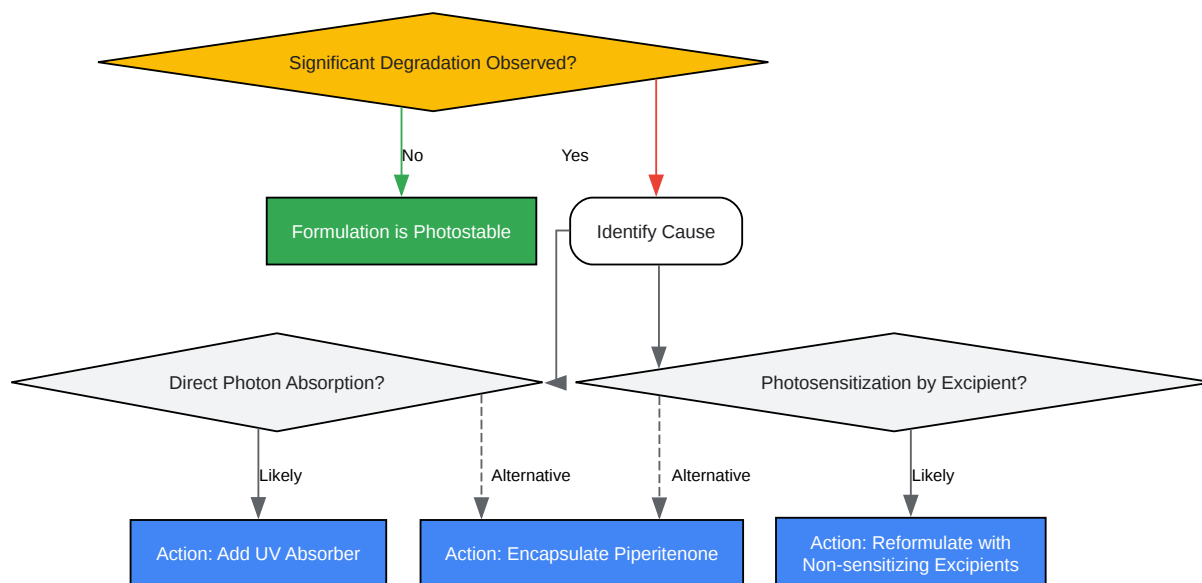 Significant Degradation Observed?
No
Yes
Formulation is Photostable
Identify Cause
Direct Photon Absorption?
Photosensitization by Excipient?
Likely
Alternative
Alternative
Likely
Action: Add UV Absorber
Action: Encapsulate Piperitenone
Action: Reformulate with
Non-sensitizing Excipients